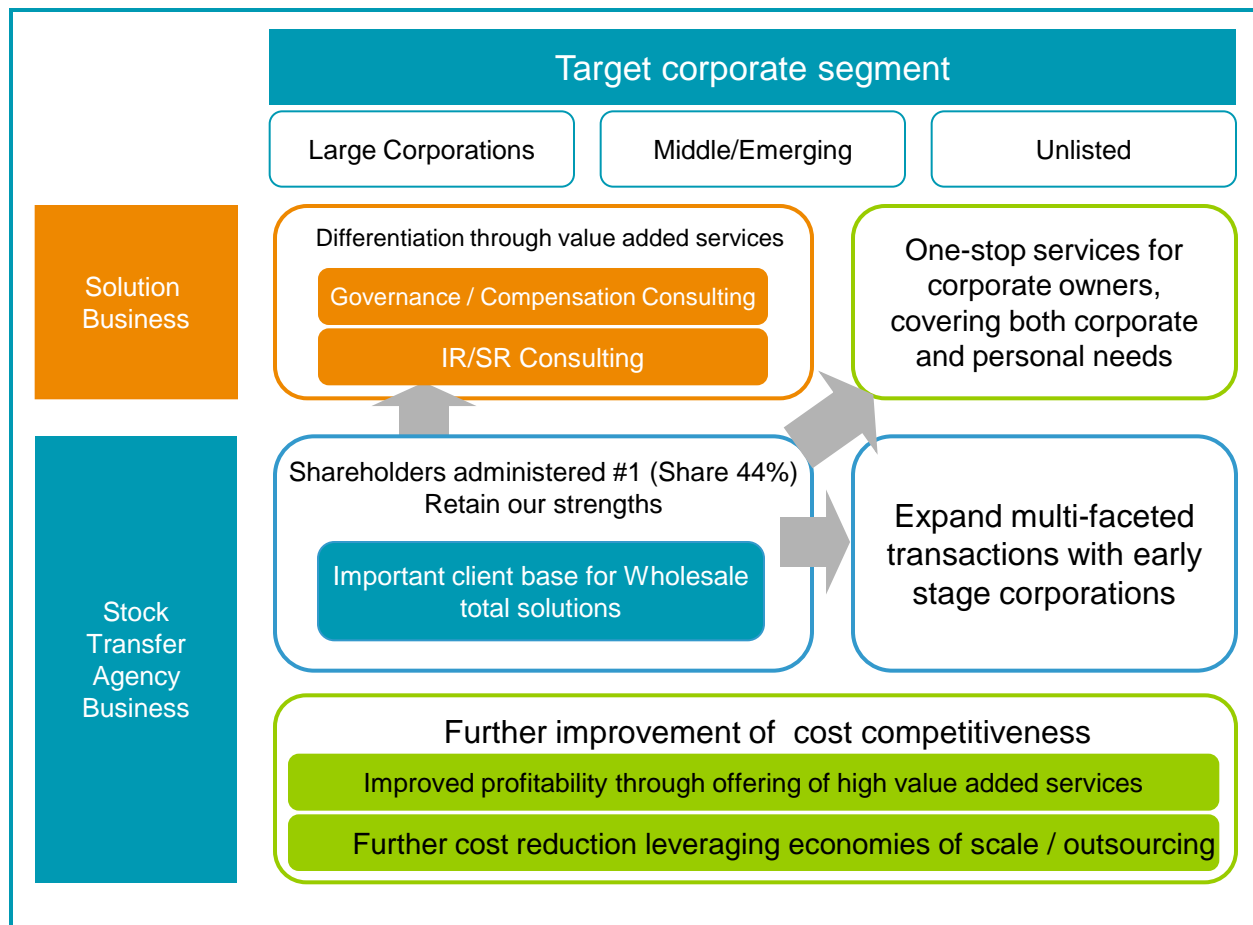 Target corporate segment
Large Corporations
Middle/Emerging
Unlisted
Solution
Business
Differentiation through value added services
Governance / Compensation Consulting
IR/SR Consulting
One-stop services for
corporate owners,
covering both corporate
and personal needs
Stock
Transfer
Agency
Business
Shareholders administered #1 (Share 44%)
Retain our strengths
Important client base for Wholesale
total solutions
Expand multi-faceted
transactions with early
stage corporations
Further improvement of cost competitiveness
Improved profitability through offering of high value added services
Further cost reduction leveraging economies of scale / outsourcing